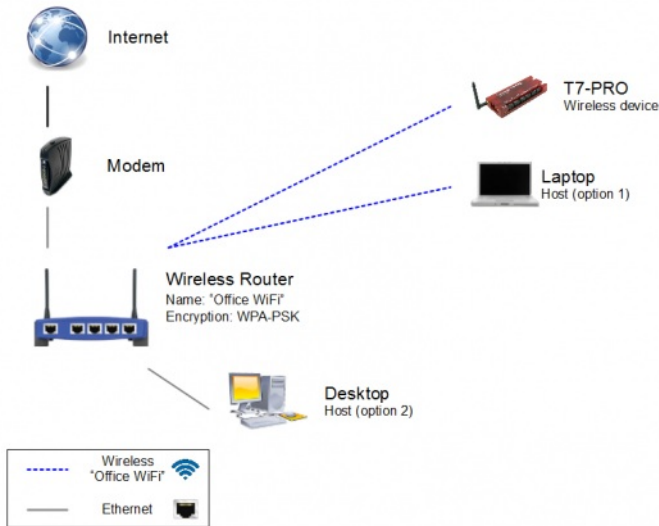 Internet
T7-PRO
Wireless device
Modem
Laptop
Host (option 1)
Wireless Router
Name: "Office WiFi"
Encryption: WPA-PSK
Desktop
Host (option 2)
Wireless
"Office WiFi"
Ethernet